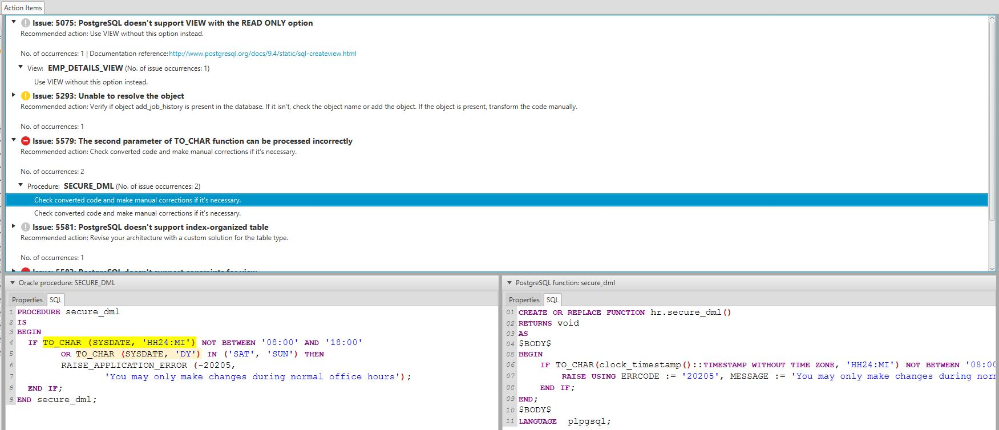 Action Items
Issue: 5075: PostgreSQL doesn't support VIEW with the READ ONLY option
Recommended action: Use VIEW without this option instead.
No. of occurrences: 1 | Documentation reference: http://www.postgresql.org/docs/9.4/static/sql-createview.html
View: EMP_DETAILS_VIEW (No. of issue occurrences: 1)
Use VIEW without this option instead.
Issue: 5293: Unable to resolve the object
Recommended action: Verify if object add_job_history is present in the database. If it isn't, check the object name or add the object. If the object is present, transform the code manually.
No. of occurrences: 1
Issue: 5579: The second parameter of TO_CHAR function can be processed incorrectly
Recommended action: Check converted code and make manual corrections if it's necessary.
No. of occurrences: 2
Procedure: SECURE_DML (No. of issue occurrences: 2)
Check converted code and make manual corrections if it's necessary.
Check converted code and make manual corrections if it's necessary.
Issue: 5581: PostgreSQL doesn't support index-organized table
Recommended action: Revise your architecture with a custom solution for the table type.
No. of occurrences: 1
Oracle procedure: SECURE_DML
Properties SQL
1 PROCEDURE secure_dml
2 IS
3 BEGIN
4 IF TO_CHAR (SYSDATE, 'HH24:MI') NOT BETWEEN '08:00' AND '18:00'
5 OR TO_CHAR (SYSDATE, 'DY') IN ('SAT', 'SUN') THEN
6 RAISE_APPLICATION_ERROR (-20205,
7 'You may only make changes during normal office hours');
8 END IF;
9 END secure_dml;
PostgreSQL function: secure_dml
Properties SQL
01 CREATE OR REPLACE FUNCTION hr.secure_dml()
02 RETURNS void
03 AS
04 $BODY$
05 BEGIN
06 IF TO_CHAR(clock_timestamp()::TIMESTAMP WITHOUT TIME ZONE, 'HH24:MI') NOT BETWEEN '08:00
07 RAISE USING ERRCODE := '20205', MESSAGE := 'You may only make changes during nor
08 END IF;
09 END;
10 $BODY$
11 LANGUAGE plpgsql;